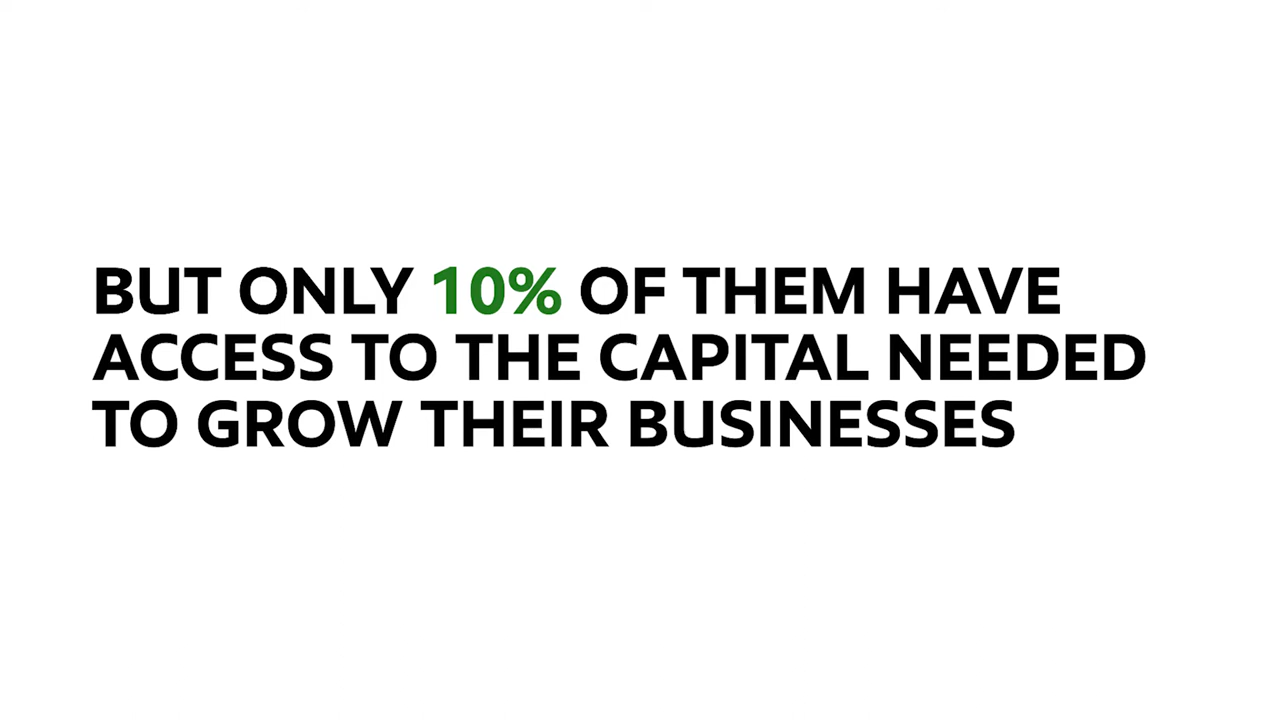 BUT ONLY 10% OF THEM HAVE
ACCESS TO THE CAPITAL NEEDED
TO GROW THEIR BUSINESSES